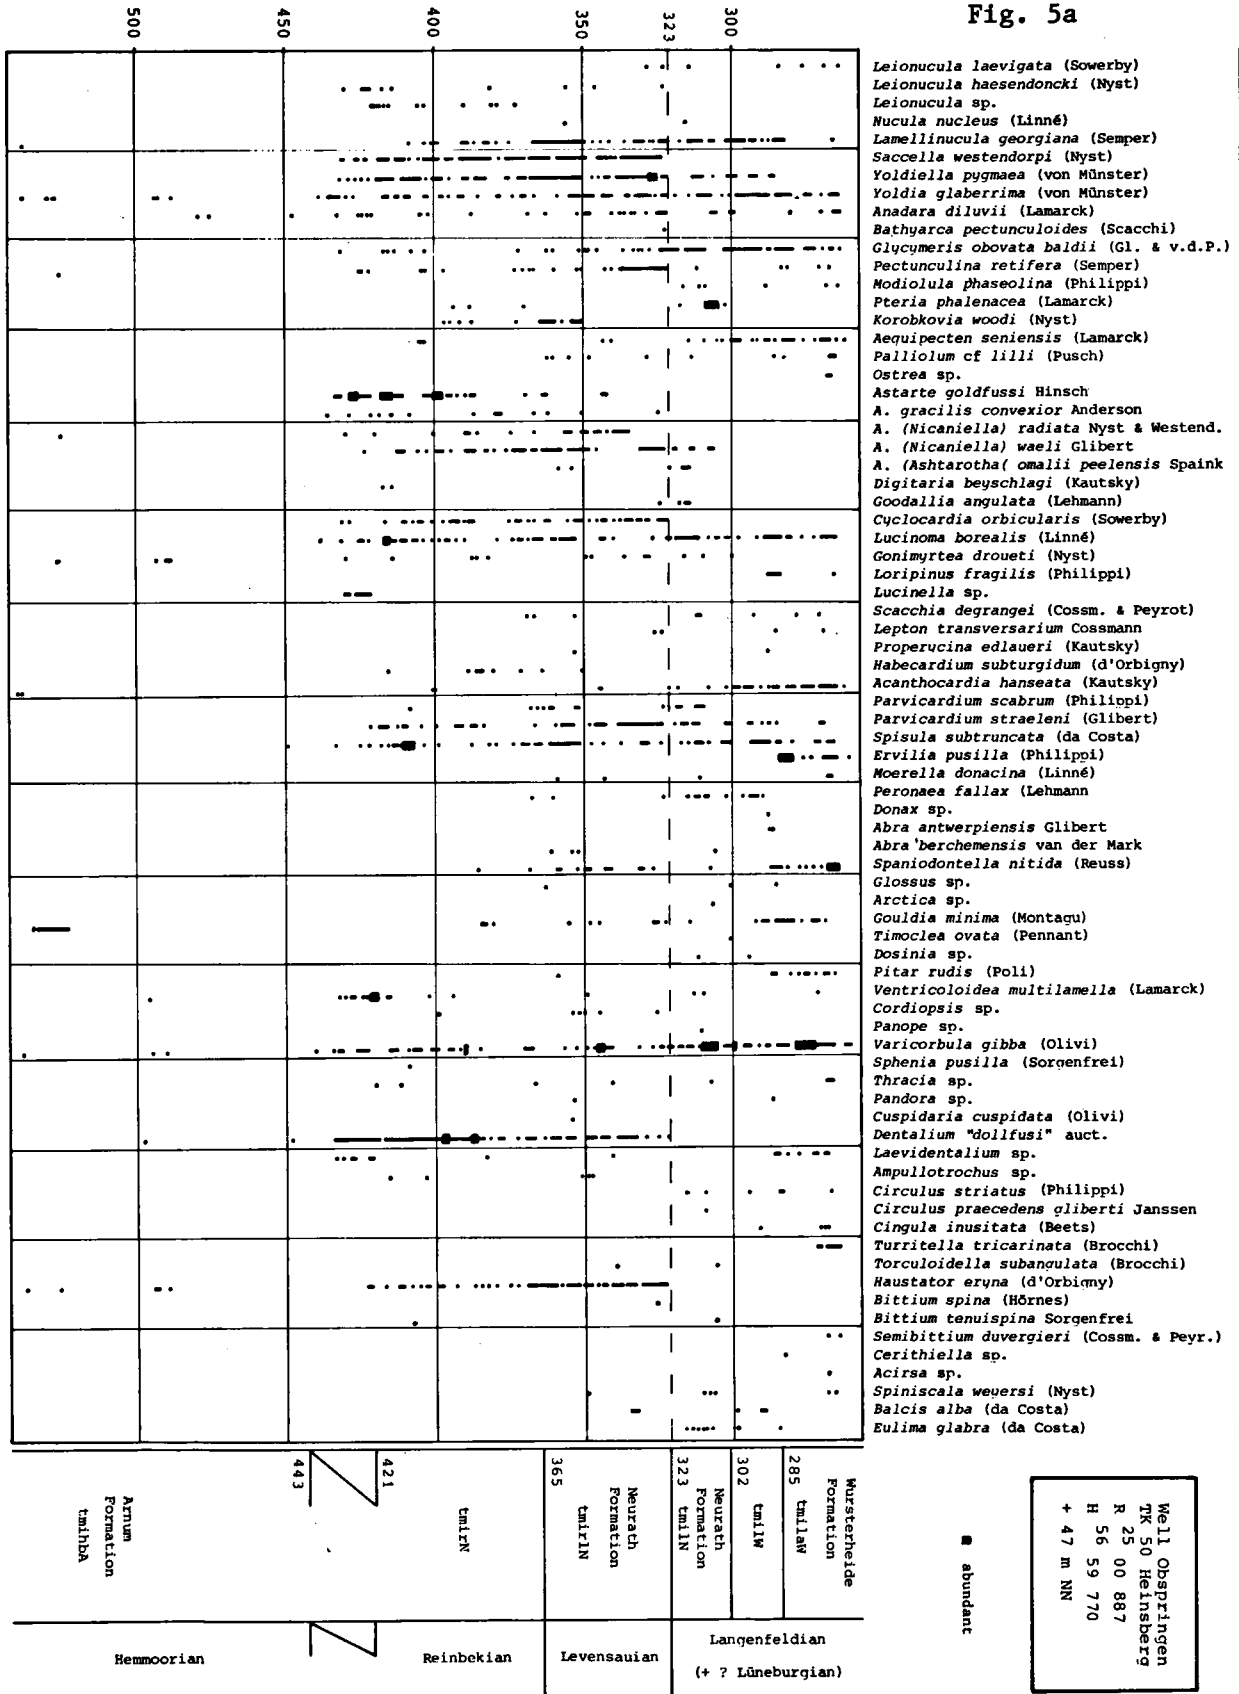 Fig. 5a
500
450
400
350
323
300
Leionucula laevigata (Sowerby)
Leionucula haesendoncki (Nyst)
Leionucula sp.
Nucula nucleus (Linné)
Lamellinucula georgiana (Semper)
Saccella westendorpi (Nyst)
Yoldiella pygmaea (von Münster)
Yoldia glaberrima (von Münster)
Anadara diluvii (Lamarck)
Bathyarca pectunculoides (Scacchi)
Glycymeris obovata baldii (Gl. & v.d.P.)
Pectunculina retifera (Semper)
Modiolula phaseolina (Philippi)
Pteria phalenacea (Lamarck)
Korobkovia woodi (Nyst)
Aequipecten seniensis (Lamarck)
Palliolum cf lilli (Pusch)
Ostrea sp.
Astarte goldfussi Hinsch
A. gracilis convexior Anderson
A. (Nicaniella) radiata Nyst & Westend.
A. (Nicaniella) waeli Glibert
A. (Ashtarotha( omalii peelensis Spaink
Digitaria beyschlagi (Kautsky)
Goodallia angulata (Lehmann)
Cyclocardia orbicularis (Sowerby)
Lucinoma borealis (Linné)
Gonimyrtea droueti (Nyst)
Loripinus fragilis (Philippi)
Lucinella sp.
Scacchia degrangei (Cossm. & Peyrot)
Lepton transversarium Cossmann
Properycina edlaueri (Kautsky)
Habecardium subturgidum (d'Orbigny)
Acanthocardia hanseata (Kautsky)
Parvicardium scabrum (Philippi)
Parvicardium straeleni (Glibert)
Spisula subtruncata (da Costa)
Ervilia pusilla (Philippi)
Moerella donacina (Linné)
Peronaea fallax (Lehmann
Donax sp.
Abra antwerpiensis Glibert
Abra berchemensis van der Mark
Spaniodontella nitida (Reuss)
Glossus sp.
Arctica sp.
Gouldia minima (Montagu)
Timoclea ovata (Pennant)
Dosinia sp.
Pitar rudis (Poli)
Ventricoloidea multilamella (Lamarck)
Cordiopsis sp.
Panope sp.
Varicorbula gibba (Olivi)
Sphenia pusilla (Sorgenfrei)
Thracia sp.
Pandora sp.
Cuspidaria cuspidata (Olivi)
Dentalium "dollfusi" auct.
Laevidentalium sp.
Ampullotrochus sp.
Circulus striatus (Philippi)
Circulus praecedens gliberti Janssen
Cingula inusitata (Beets)
Turritella tricarinata (Brocchi)
Torculoidella subangulata (Brocchi)
Haustator eryna (d'Orbigny)
Bittium spina (Hörnes)
Bittium tenuispina Sorgenfrei
Semibittium duvergieri (Cossm. & Peyr.)
Cerithiella sp.
Acirsa sp.
Spiniscala weyersi (Nyst)
Balcis alba (da Costa)
Eulima glabra (da Costa)
Arnum
Formation
tmihbA
443
421
tmirN
365
Neurath
Formation
tmirlN
323
Neurath
Formation
tmilN
302
tmilW
285
Wursterheide
Formation
tmilaW
Hemmoorian
Reinbekian
Levensauian
Langenfeldian
(+ ? Lüneburgian)
abundant
Well Obspringen
TK 50 Heinsberg
R 25 00 887
H 56 59 770
+ 47 m NN